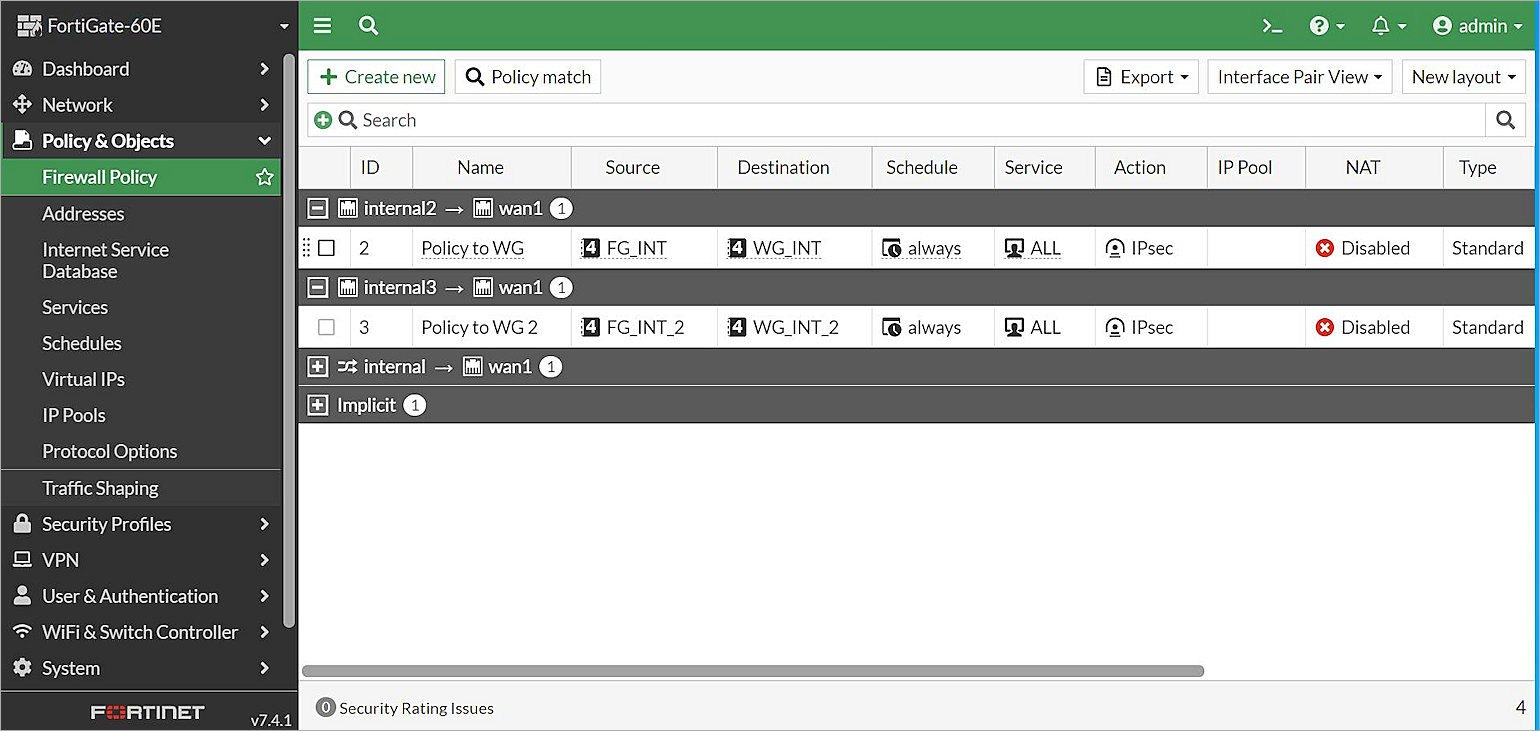 FortiGate-60E
admin
Dashboard
Network
Policy & Objects
Firewall Policy
Addresses
Internet Service
Database
Services
Schedules
Virtual IPs
IP Pools
Protocol Options
Traffic Shaping
Security Profiles
VPN
User & Authentication
WiFi & Switch Controller
System
FORTINET v7.4.1
Create new Policy match Export Interface Pair View New layout
Search
ID Name Source Destination Schedule Service Action IP Pool NAT Type
internal2 → wan1 1
2 Policy to WG 4 FG_INT 4 WG_INT always ALL IPsec Disabled Standard
internal3 → wan1 1
3 Policy to WG 2 4 FG_INT_2 4 WG_INT_2 always ALL IPsec Disabled Standard
internal → wan1 1
Implicit 1
0 Security Rating Issues 4